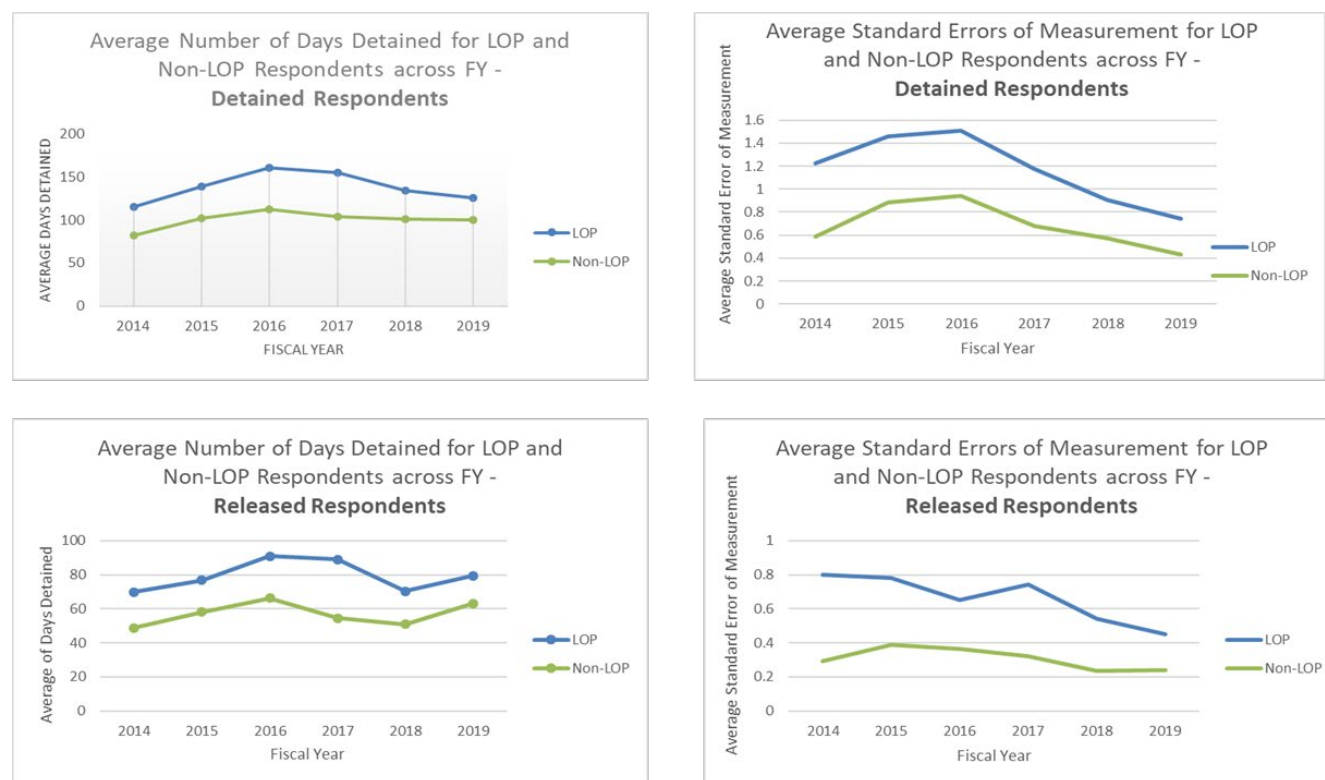 Average Number of Days Detained for LOP and
Non-LOP Respondents across FY -
Detained Respondents
AVERAGE DAYS DETAINED
200
150
100
50
0
2014 2015 2016 2017 2018 2019
FISCAL YEAR
LOP
Non-LOP
Average Standard Errors of Measurement for LOP
and Non-LOP Respondents across FY -
Detained Respondents
Average Standard Error of Measurement
1.6
1.4
1.2
1
0.8
0.6
0.4
0.2
0
2014 2015 2016 2017 2018 2019
Fiscal Year
LOP
Non-LOP
Average Number of Days Detained for LOP and
Non-LOP Respondents across FY -
Released Respondents
Average of Days Detained
100
80
60
40
20
0
2014 2015 2016 2017 2018 2019
Fiscal Year
LOP
Non-LOP
Average Standard Errors of Measurement for LOP
and Non-LOP Respondents across FY -
Released Respondents
Average Standard Error of Measurement
1
0.8
0.6
0.4
0.2
0
2014 2015 2016 2017 2018 2019
Fiscal Year
LOP
Non-LOP